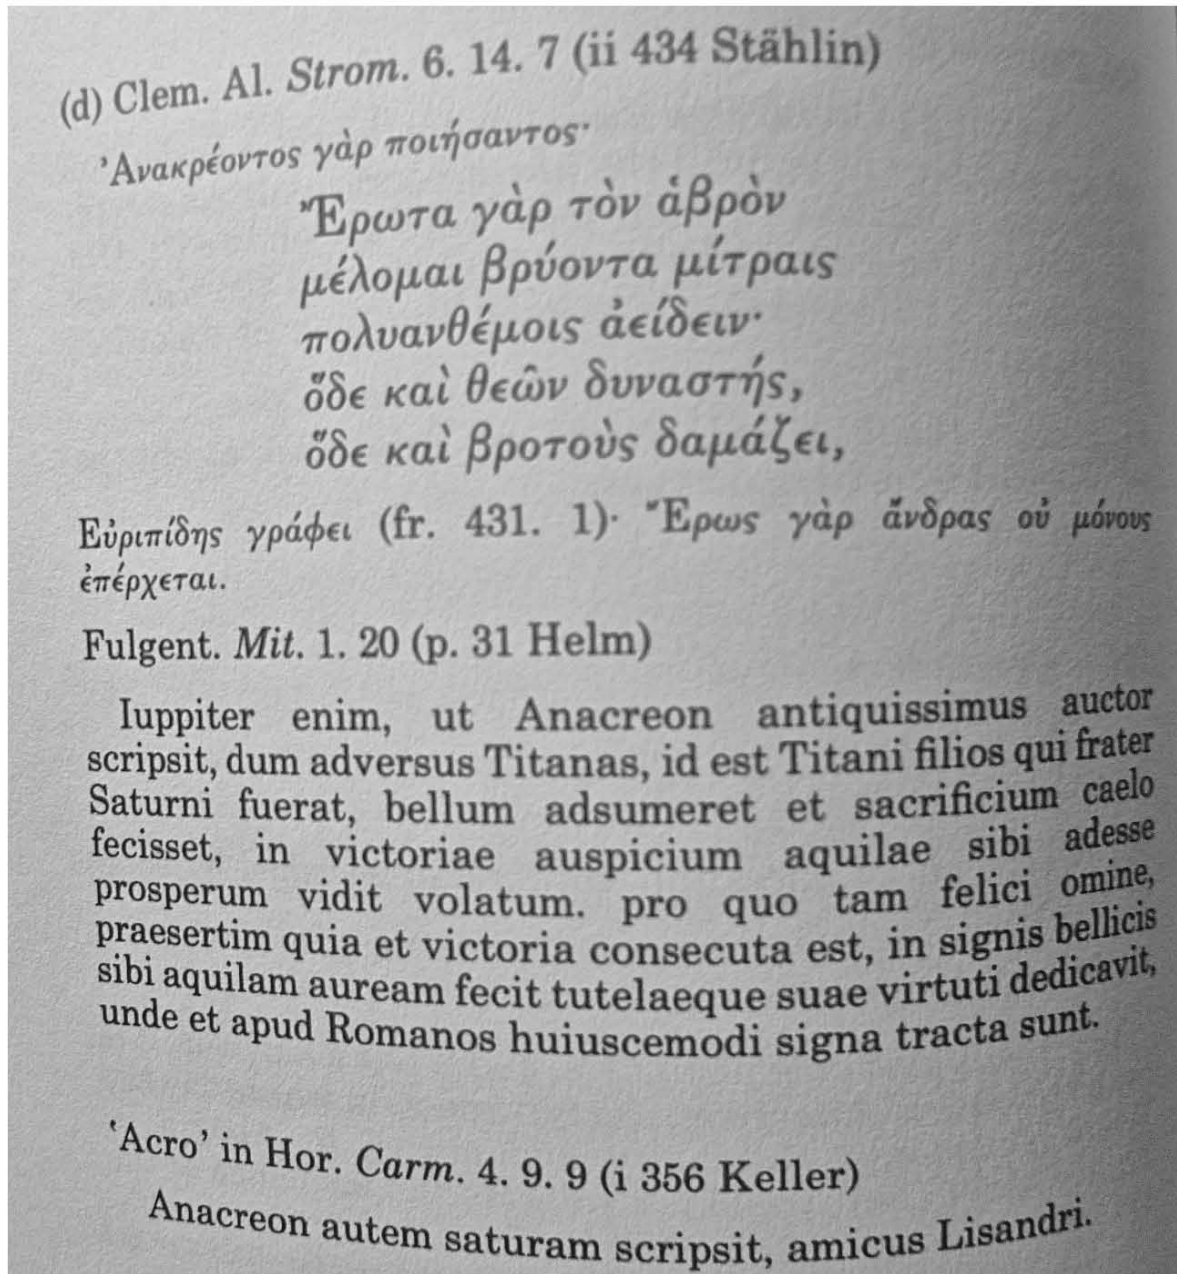 (d) Clem. Al. Strom. 6. 14. 7 (ii 434 Stählin)
Ἀνακρέοντος γὰρ ποιήσαντος·
Ἔρωτα γὰρ τὸν ἁβρὸν
μέλομαι βρύοντα μίτραις
πολυανθέμοις ἀείδειν·
ὅδε καὶ θεῶν δυναστής,
ὅδε καὶ βροτοὺς δαμάζει,
Εὐριπίδης γράφει (fr. 431. 1)· Ἔρως γὰρ ἄνδρας οὐ μόνους
ἐπέρχεται.
Fulgent. Mit. 1. 20 (p. 31 Helm)
Iuppiter enim, ut Anacreon antiquissimus auctor
scripsit, dum adversus Titanas, id est Titani filios qui frater
Saturni fuerat, bellum adsumeret et sacrificium caelo
fecisset, in victoriae auspicium aquilae sibi adesse
prosperum vidit volatum. pro quo tam felici omine,
praesertim quia et victoria consecuta est, in signis bellicis
sibi aquilam auream fecit tutelaeque suae virtuti dedicavit,
unde et apud Romanos huiuscemodi signa tracta sunt.
‘Acro’ in Hor. Carm. 4. 9. 9 (i 356 Keller)
Anacreon autem saturam scripsit, amicus Lisandri.